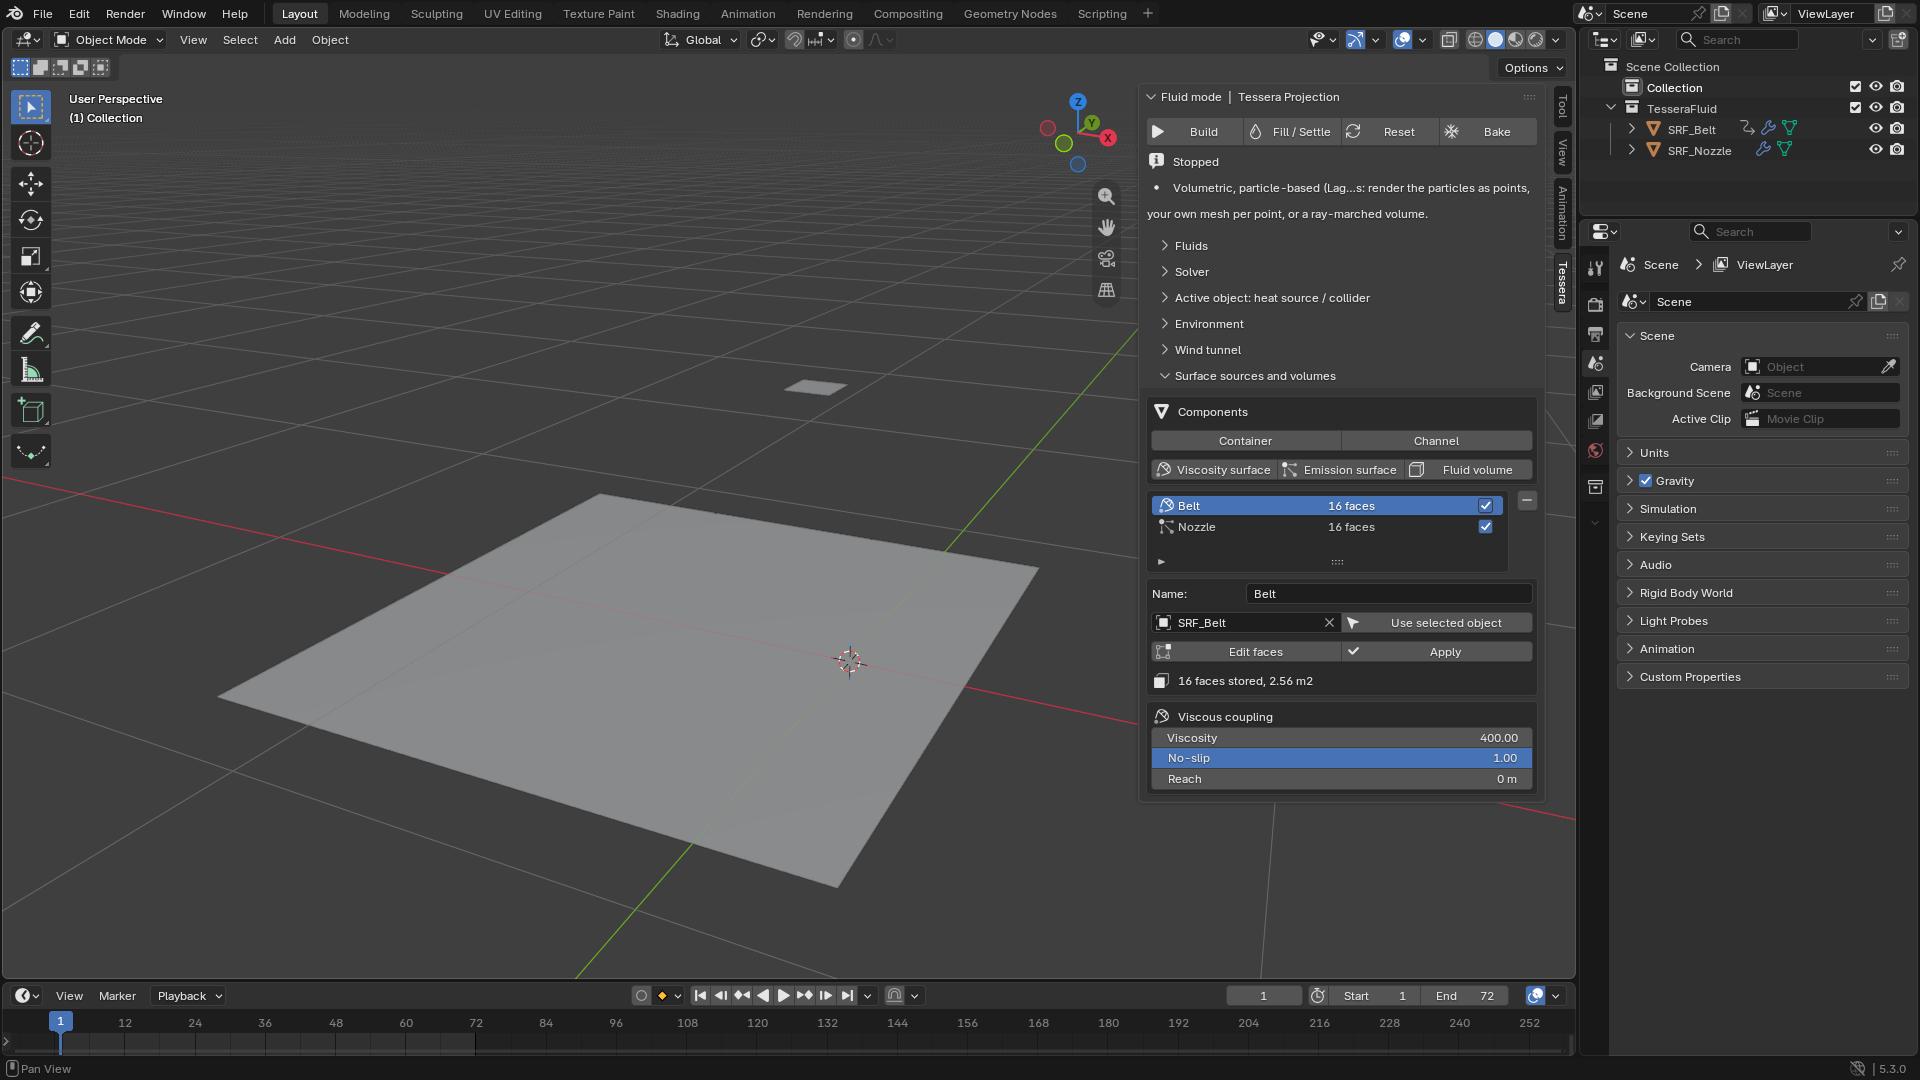 File Edit Render Window Help Layout Modeling Sculpting UV Editing Texture Paint Shading Animation Rendering Compositing Geometry Nodes Scripting + Scene ViewLayer
Object Mode View Select Add Object Global Search
Options
User Perspective
(1) Collection
Z
Y
X
Fluid mode | Tessera Projection
Build Fill / Settle Reset Bake
Stopped
• Volumetric, particle-based (Lag...s: render the particles as points,
your own mesh per point, or a ray-marched volume.
Fluids
Solver
Active object: heat source / collider
Environment
Wind tunnel
Surface sources and volumes
Components
Container Channel
Viscosity surface Emission surface Fluid volume
Belt 16 faces
Nozzle 16 faces
Name: Belt
SRF_Belt Use selected object
Edit faces Apply
16 faces stored, 2.56 m2
Viscous coupling
Viscosity 400.00
No-slip 1.00
Reach 0 m
Tool
View
Animation
Tessera
Scene Collection
Collection
TesseraFluid
SRF_Belt
SRF_Nozzle
Search
Scene ViewLayer
Scene
Scene
Camera Object
Background Scene Scene
Active Clip Movie Clip
Units
Gravity
Simulation
Keying Sets
Audio
Rigid Body World
Light Probes
Animation
Custom Properties
View Marker Playback 1 Start 1 End 72
1 12 24 36 48 60 72 84 96 108 120 132 144 156 168 180 192 204 216 228 240 252
Pan View 5.3.0